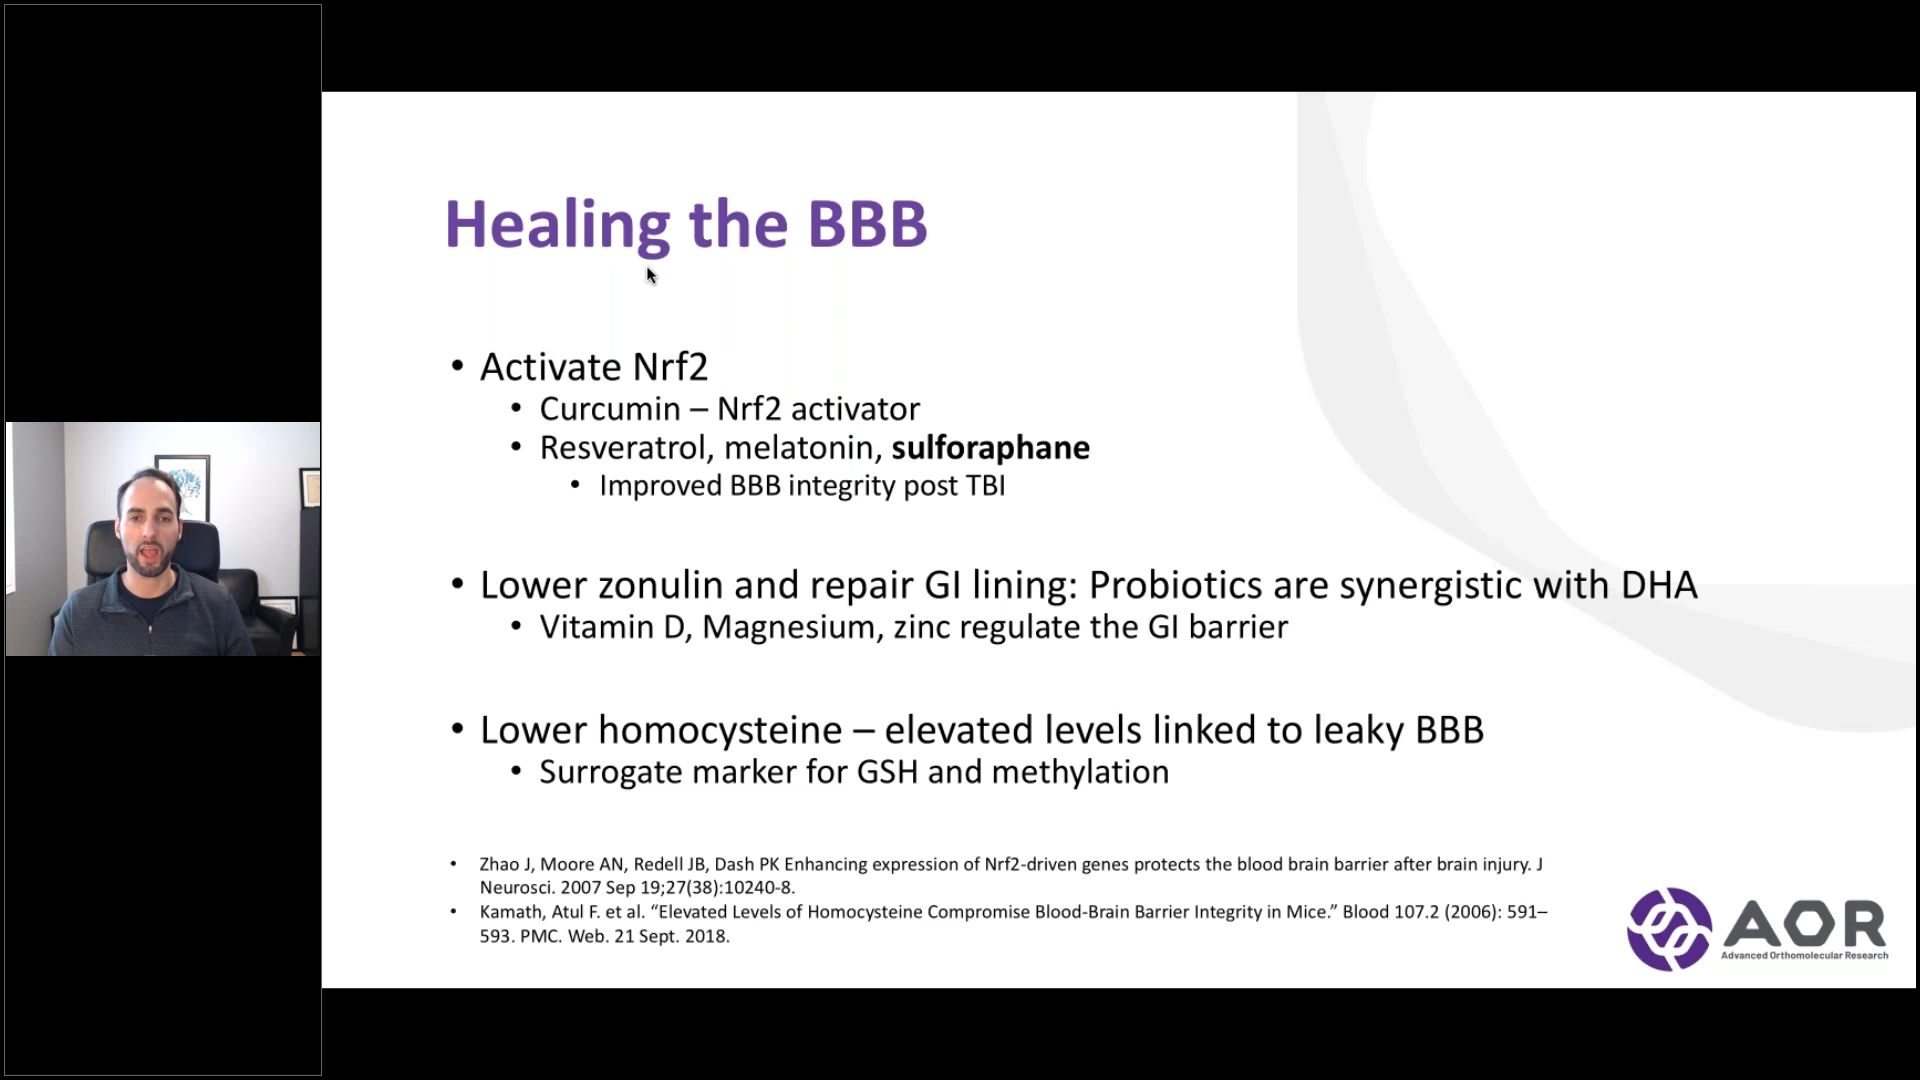 Healing the BBB
• Activate Nrf2
• Curcumin – Nrf2 activator
• Resveratrol, melatonin, sulforaphane
• Improved BBB integrity post TBI
• Lower zonulin and repair GI lining: Probiotics are synergistic with DHA
• Vitamin D, Magnesium, zinc regulate the GI barrier
• Lower homocysteine – elevated levels linked to leaky BBB
• Surrogate marker for GSH and methylation
• Zhao J, Moore AN, Redell JB, Dash PK Enhancing expression of Nrf2-driven genes protects the blood brain barrier after brain injury. J
Neurosci. 2007 Sep 19;27(38):10240-8.
• Kamath, Atul F. et al. “Elevated Levels of Homocysteine Compromise Blood-Brain Barrier Integrity in Mice.” Blood 107.2 (2006): 591–
593. PMC. Web. 21 Sept. 2018.
AOR
Advanced Orthomolecular Research